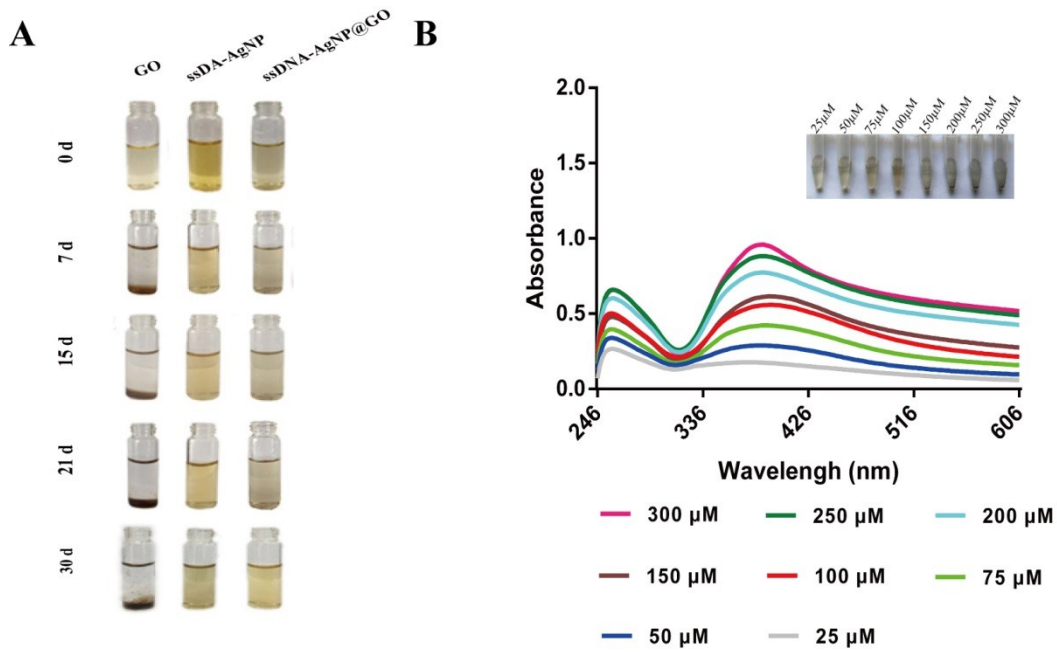 A
GO
ssDA-AgNP
ssDNA-AgNP@GO
0 d
7 d
15 d
21 d
30 d
B
Absorbance
2.0
1.5
1.0
0.5
0.0
25μM
50μM
75μM
100μM
150μM
200μM
250μM
300μM
246
336
426
516
606
Wavelengh (nm)
300 μM
250 μM
200 μM
150 μM
100 μM
75 μM
50 μM
25 μM